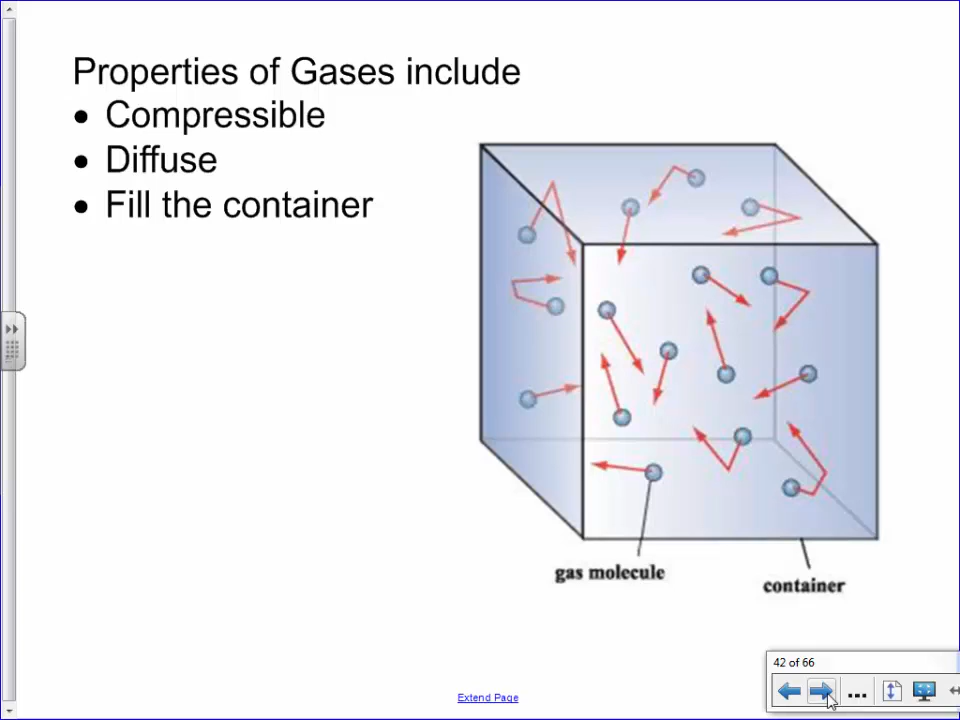 Properties of Gases include
• Compressible
• Diffuse
• Fill the container
gas molecule
container
42 of 66
Extend Page